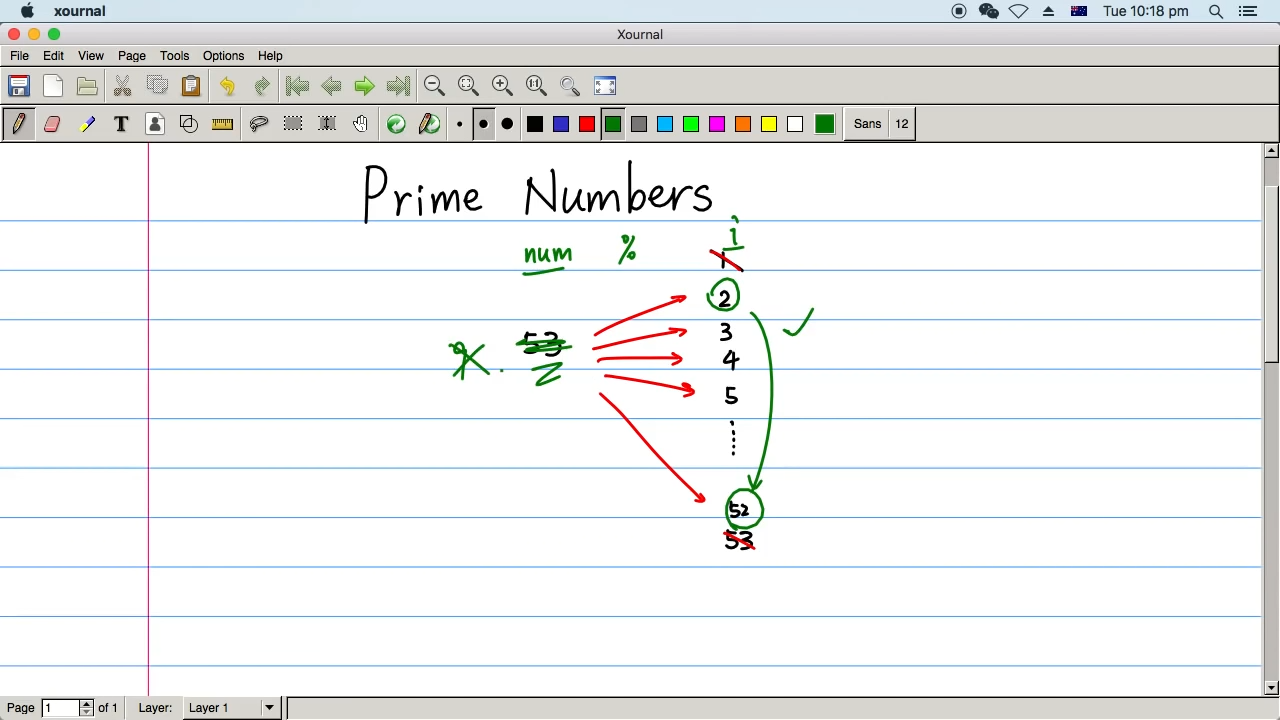 xournal
Tue 10:18 pm
Xournal
File Edit View Page Tools Options Help
1:1
T T
Sans 12
Prime Numbers
num % i
1
2
53 3
4
5
52
53
Page 1 of 1 Layer: Layer 1